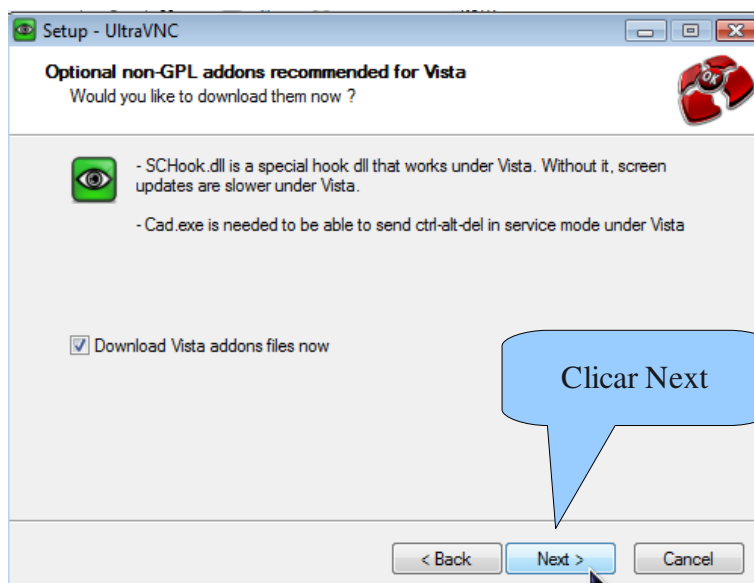 Setup - UltraVNC
Optional non-GPL addons recommended for Vista
Would you like to download them now ?
OK
- SCHook.dll is a special hook dll that works under Vista. Without it, screen
updates are slower under Vista.
- Cad.exe is needed to be able to send ctrl-alt-del in service mode under Vista
Download Vista addons files now
Clicar Next
< Back
Next >
Cancel